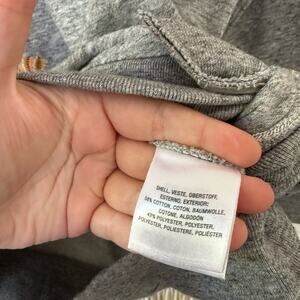 SHELL, VESTE, OBERSTOFF,
ESTERNO, EXTERIOR:
58% COTTON, COTON, BAUMWOLLE,
COTONE, ALGODÓN
42% POLYESTER, POLYESTER,
POLYESTER, POLIESTERE, POLIÉSTER